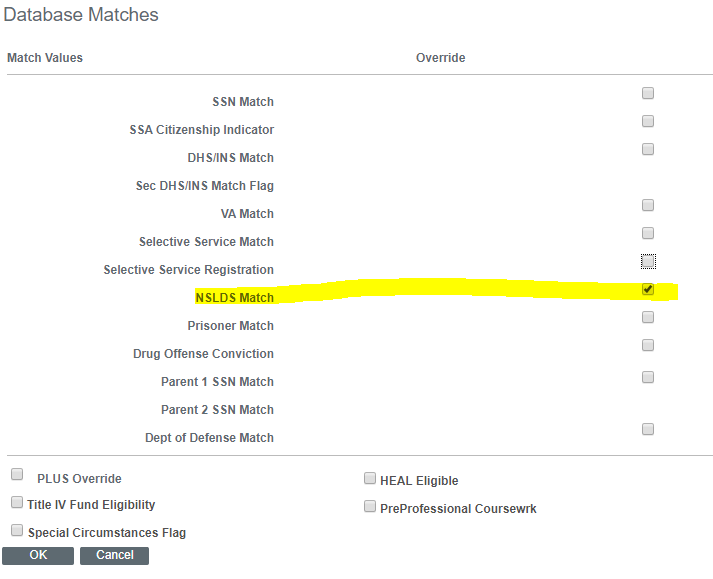 Database Matches
Match Values Override
SSN Match
SSA Citizenship Indicator
DHS/INS Match
Sec DHS/INS Match Flag
VA Match
Selective Service Match
Selective Service Registration
NSLDS Match
Prisoner Match
Drug Offense Conviction
Parent 1 SSN Match
Parent 2 SSN Match
Dept of Defense Match
PLUS Override HEAL Eligible
Title IV Fund Eligibility PreProfessional Coursewrk
Special Circumstances Flag
OK Cancel